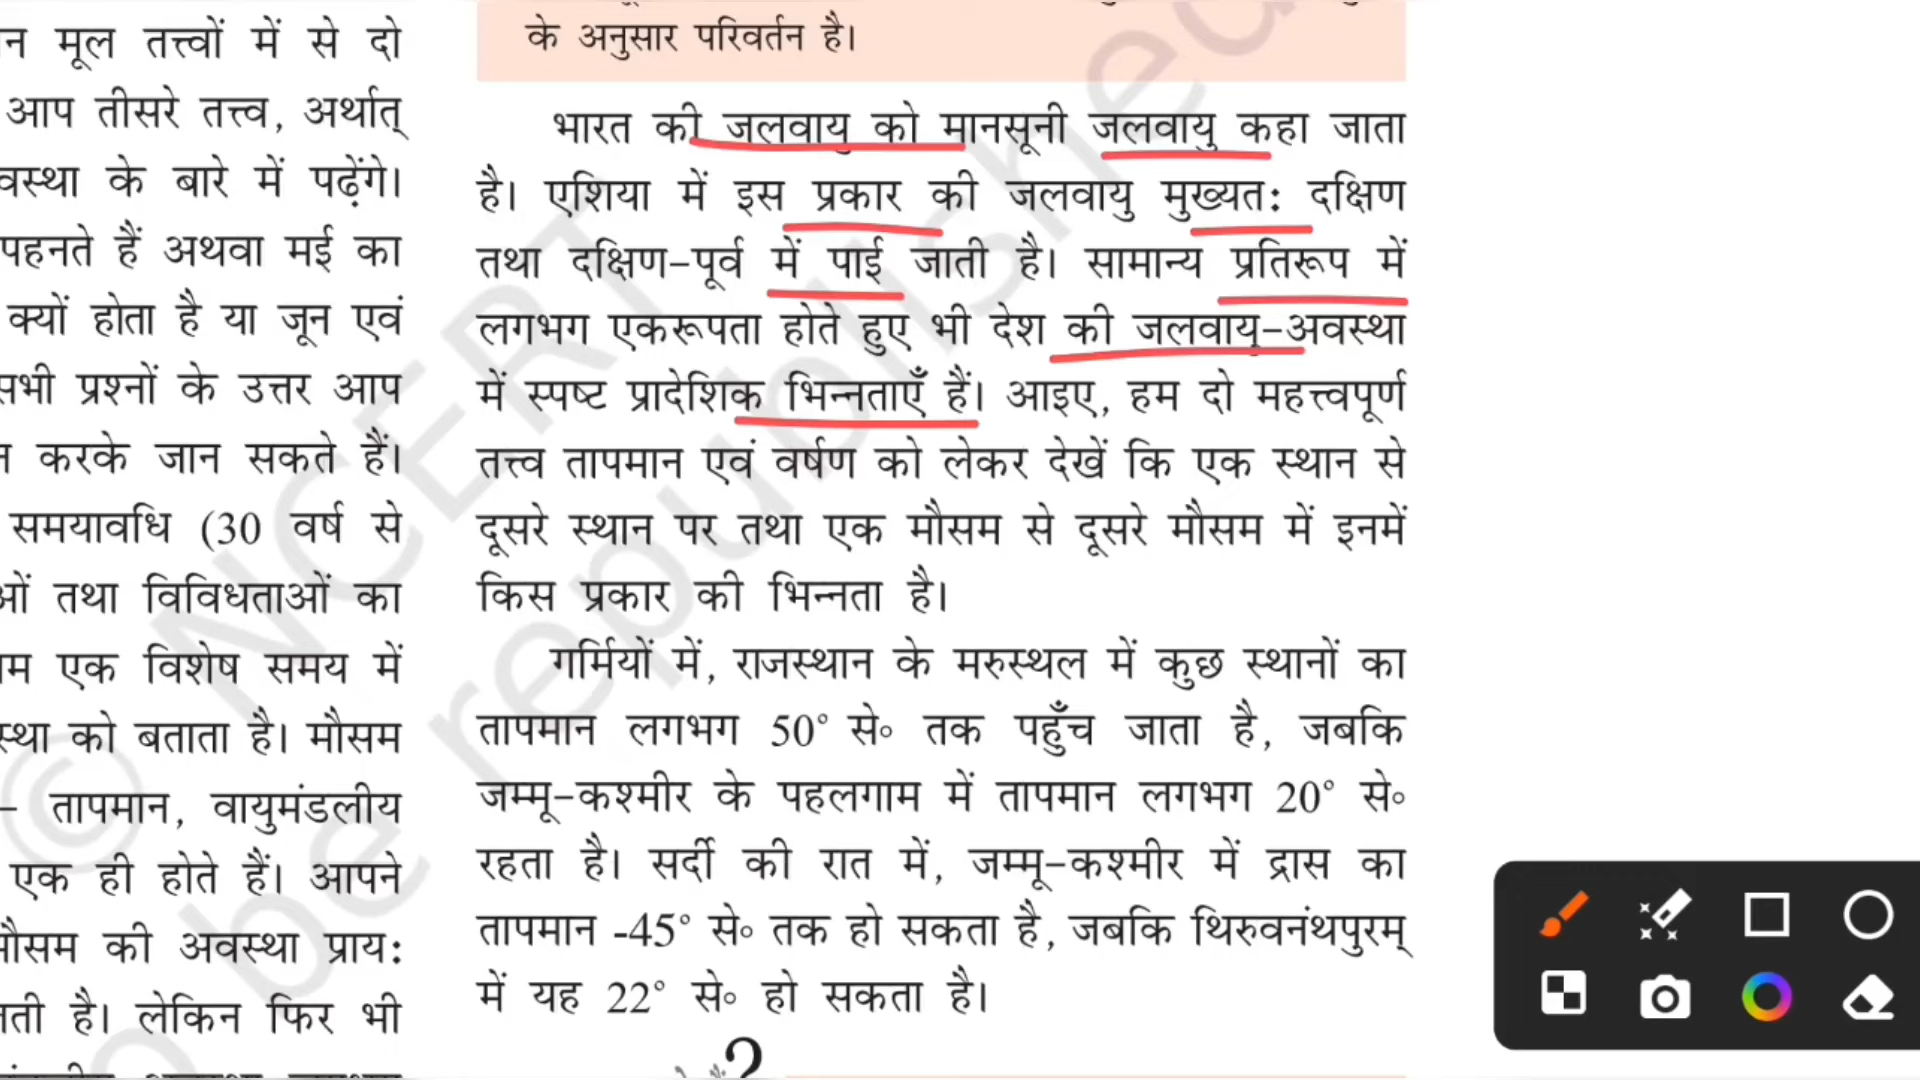 मूल तत्त्वों में से दो
आप तीसरे तत्त्व, अर्थात्
के बारे में पढ़ेंगे।
पहनते हैं अथवा मई का
क्यों होता है या जून एवं
सभी प्रश्नों के उत्तर आप
करके जान सकते हैं।
समयावधि (30 वर्ष से
तथा विविधताओं का
एक विशेष समय में
को बताता है। मौसम
– तापमान, वायुमंडलीय
एक ही होते हैं। आपने
मौसम की अवस्था प्राय:
है। लेकिन फिर भी
के अनुसार परिवर्तन है।
भारत की जलवायु को मानसूनी जलवायु कहा जाता
है। एशिया में इस प्रकार की जलवायु मुख्यत: दक्षिण
तथा दक्षिण-पूर्व में पाई जाती है। सामान्य प्रतिरूप में
लगभग एकरूपता होते हुए भी देश की जलवायु-अवस्था
में स्पष्ट प्रादेशिक भिन्नताएँ हैं। आइए, हम दो महत्त्वपूर्ण
तत्त्व तापमान एवं वर्षण को लेकर देखें कि एक स्थान से
दूसरे स्थान पर तथा एक मौसम से दूसरे मौसम में इनमें
किस प्रकार की भिन्नता है।
गर्मियों में, राजस्थान के मरुस्थल में कुछ स्थानों का
तापमान लगभग 50° से॰ तक पहुँच जाता है, जबकि
जम्मू-कश्मीर के पहलगाम में तापमान लगभग 20° से॰
रहता है। सर्दी की रात में, जम्मू-कश्मीर में द्रास का
तापमान -45° से॰ तक हो सकता है, जबकि थिरुवनंथपुरम्
में यह 22° से॰ हो सकता है।
?
© NCERT
be republished